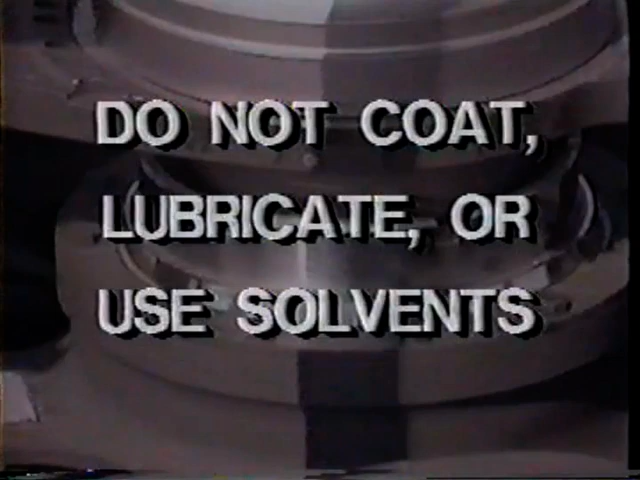 DO NOT COAT,
LUBRICATE, OR
USE SOLVENTS